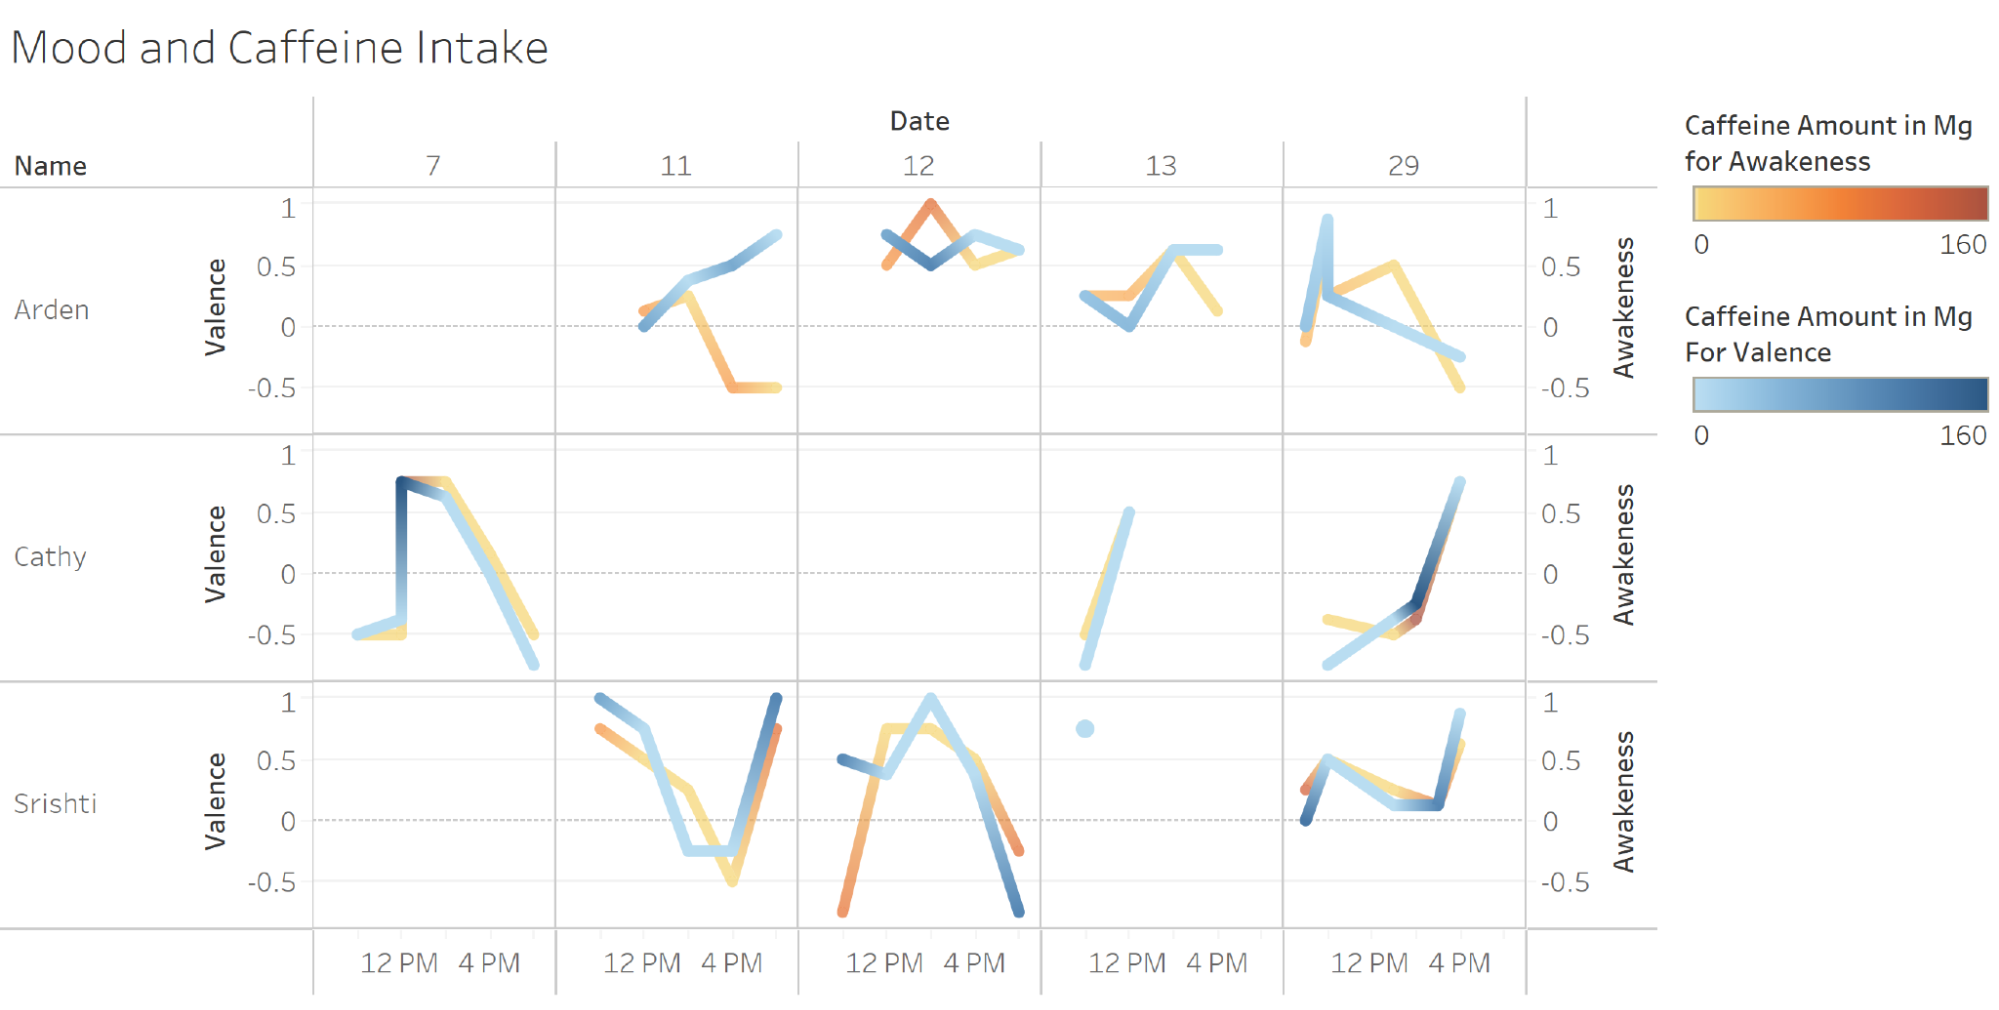 Mood and Caffeine Intake
Date
Name 7 11 12 13 29
Arden Valence 1 0.5 0 -0.5 1 0.5 0 -0.5 Awakeness
Cathy Valence 1 0.5 0 -0.5 1 0.5 0 -0.5 Awakeness
Srishti Valence 1 0.5 0 -0.5 1 0.5 0 -0.5 Awakeness
12 PM 4 PM 12 PM 4 PM 12 PM 4 PM 12 PM 4 PM 12 PM 4 PM
Caffeine Amount in Mg
for Awakeness
0 160
Caffeine Amount in Mg
For Valence
0 160